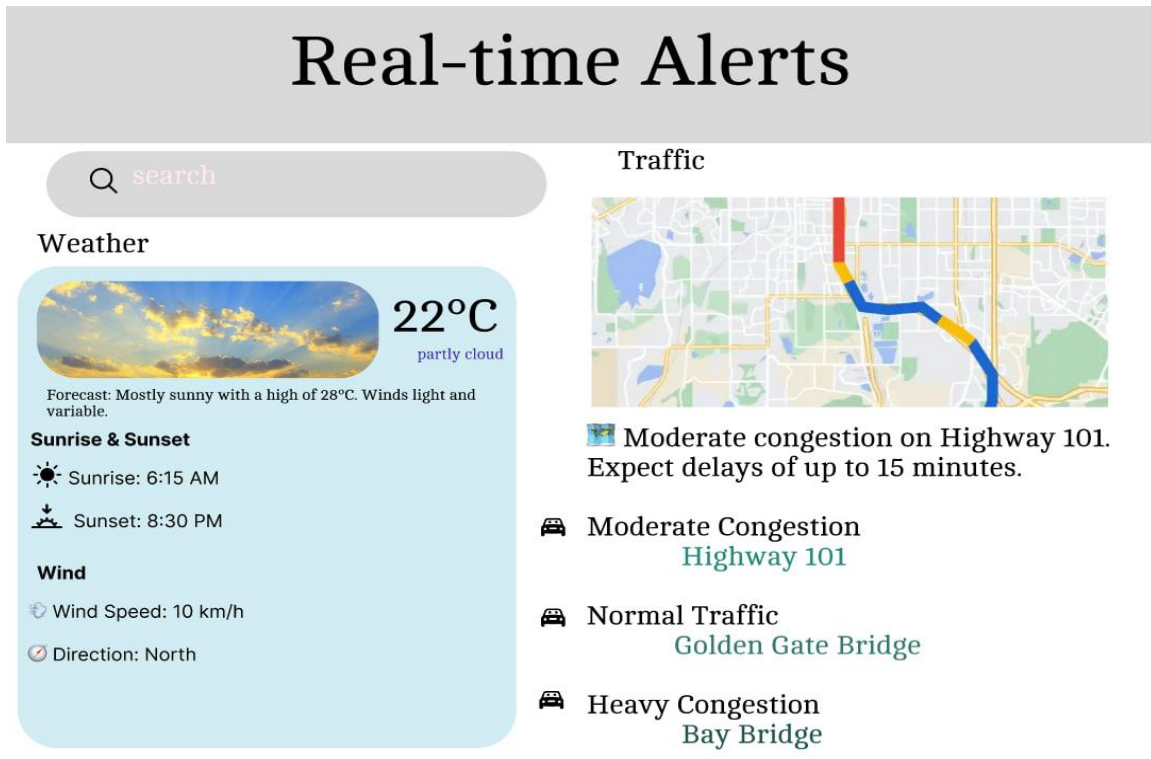 Real-time Alerts
search
Weather
22°C
partly cloud
Forecast: Mostly sunny with a high of 28°C. Winds light and
variable.
Sunrise & Sunset
Sunrise: 6:15 AM
Sunset: 8:30 PM
Wind
Wind Speed: 10 km/h
Direction: North
Traffic
Moderate congestion on Highway 101.
Expect delays of up to 15 minutes.
Moderate Congestion
Highway 101
Normal Traffic
Golden Gate Bridge
Heavy Congestion
Bay Bridge